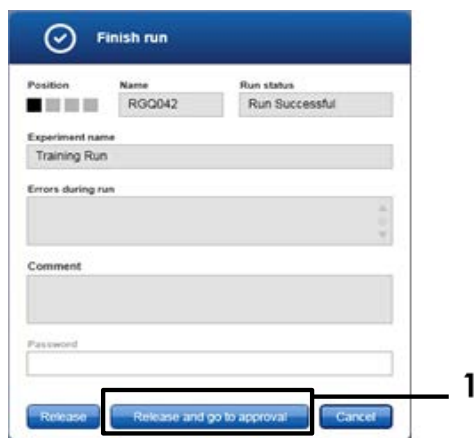 Finish run
Position Name Run status
RGQ042 Run Successful
Experiment name
Training Run
Errors during run
Comment
Password
Release Release and go to approval Cancel
1